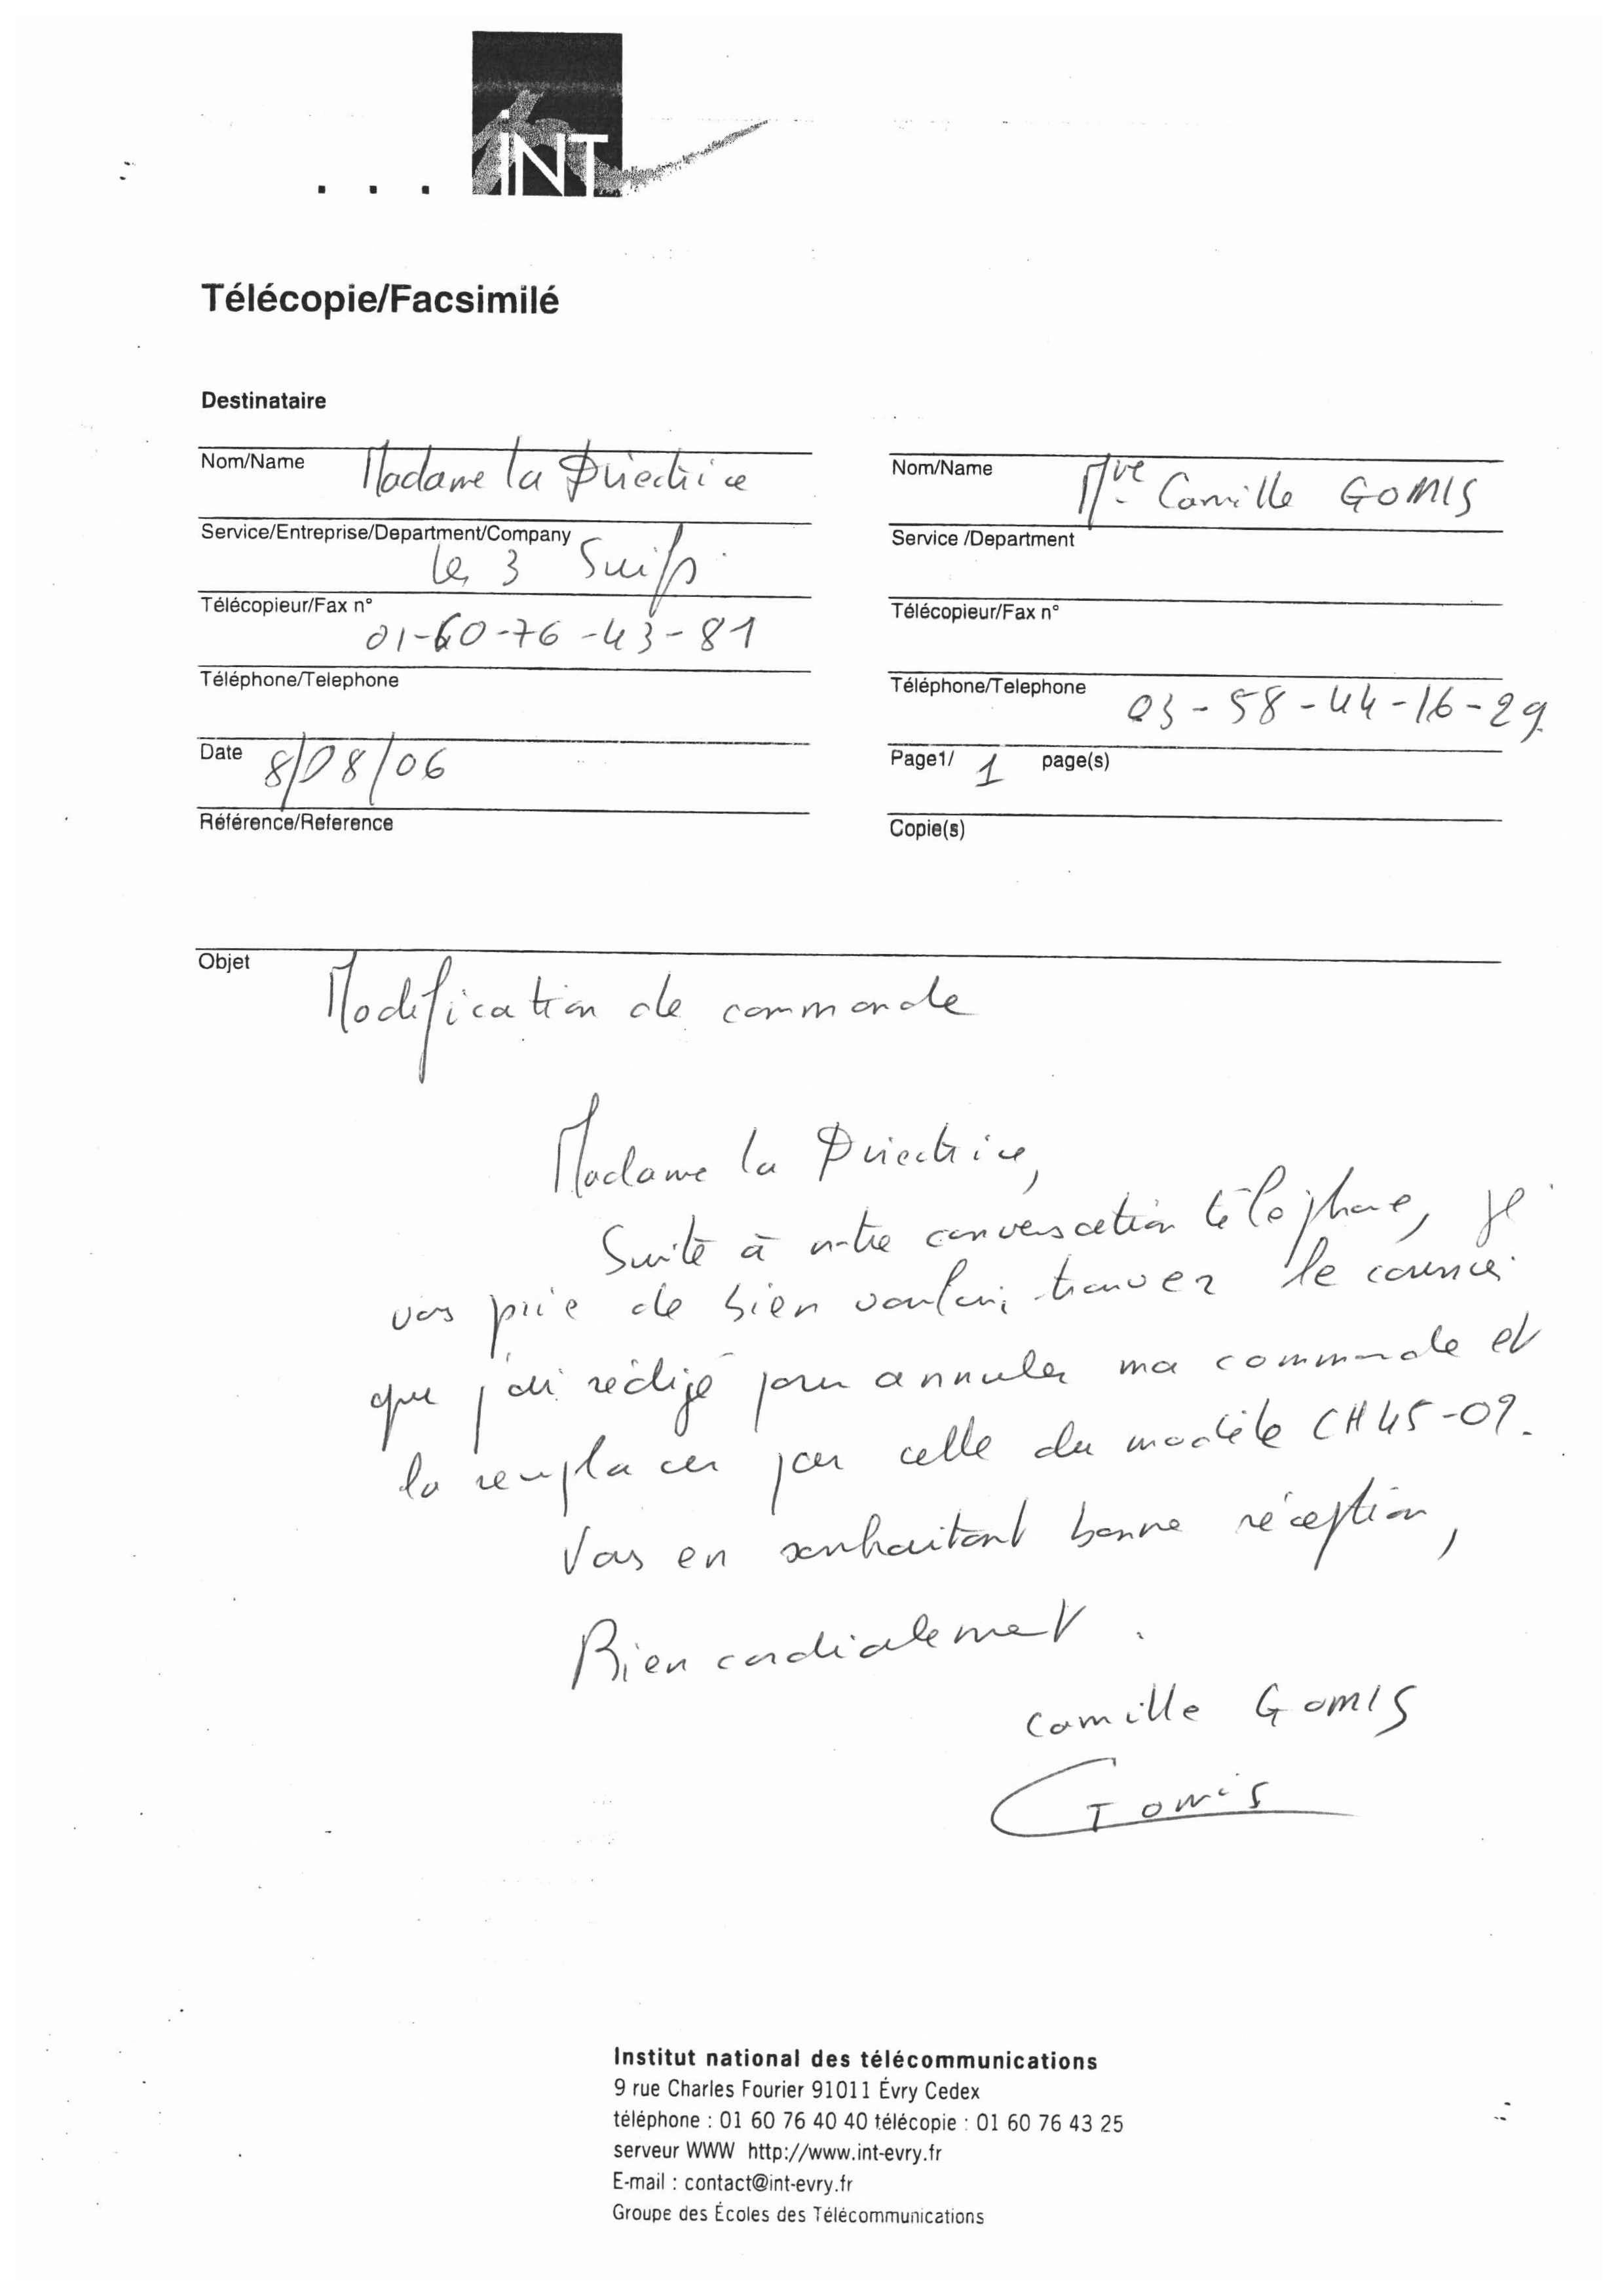 iNT
Télécopie/Facsimilé
Destinataire
Nom/Name Madame la Directrice
Service/Entreprise/Department/Company
les 3 Suisses
Télécopieur/Fax n°
01-60-76-43-81
Téléphone/Telephone
Date 8/08/06
Référence/Reference
Nom/Name Mme Camille GOMIS
Service /Department
Télécopieur/Fax n°
Téléphone/Telephone 03-58-44-16-29
Page1/ 1 page(s)
Copie(s)
Objet
Modification de commande
Madame la Directrice,
Suite à notre conversation téléphone, je
vous prie de bien vouloir trouver le courrier
que j'ai rédigé pour annuler ma commande et
la remplacer par celle du modèle CH45-09.
Vous en souhaitant bonne réception,
Bien cordialement.
Camille GOMIS
Gomis
Institut national des télécommunications
9 rue Charles Fourier 91011 Évry Cedex
téléphone : 01 60 76 40 40 télécopie : 01 60 76 43 25
serveur WWW http://www.int-evry.fr
E-mail : contact@int-evry.fr
Groupe des Écoles des Télécommunications